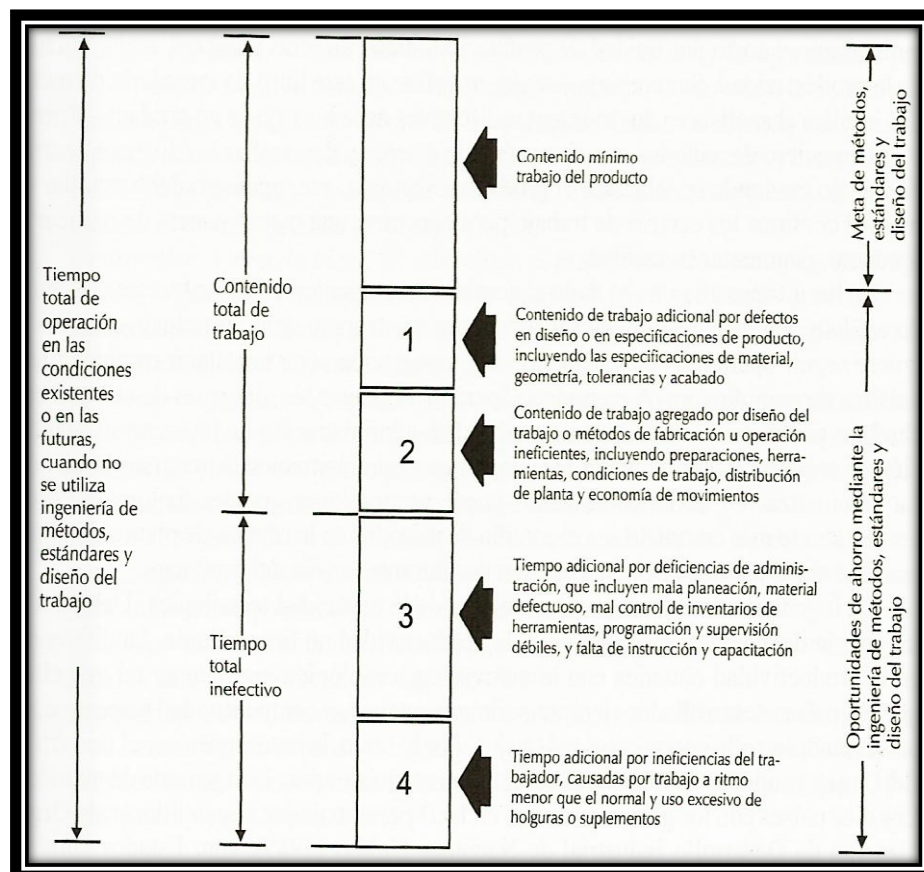 Tiempo
total de
operación
en las
condiciones
existentes
o en las
futuras,
cuando no
se utiliza
ingeniería de
métodos,
estándares y
diseño del
trabajo
Contenido
total de
trabajo
Tiempo
total
inefectivo
Contenido mínimo
trabajo del producto
1
Contenido de trabajo adicional por defectos
en diseño o en especificaciones de producto,
incluyendo las especificaciones de material,
geometría, tolerancias y acabado
2
Contenido de trabajo agregado por diseño del
trabajo o métodos de fabricación u operación
ineficientes, incluyendo preparaciones, herra-
mientas, condiciones de trabajo, distribución
de planta y economía de movimientos
3
Tiempo adicional por deficiencias de adminis-
tración, que incluyen mala planeación, material
defectuoso, mal control de inventarios de
herramientas, programación y supervisión
débiles, y falta de instrucción y capacitación
4
Tiempo adicional por ineficiencias del tra-
bajador, causadas por trabajo a ritmo
menor que el normal y uso excesivo de
holguras o suplementos
Meta de métodos,
estándares y
diseño del trabajo
Oportunidades de ahorro mediante la
ingeniería de métodos, estándares y
diseño del trabajo